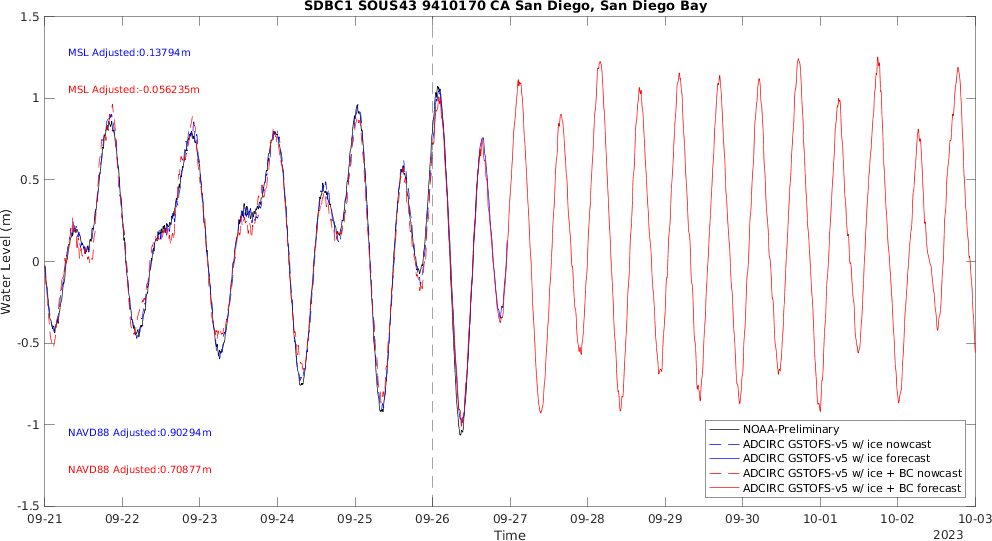 SDBC1 SOUS43 9410170 CA San Diego, San Diego Bay
1.5
1
0.5
0
-0.5
-1
-1.5
Water Level (m)
MSL Adjusted:0.13794m
MSL Adjusted:-0.056235m
NAVD88 Adjusted:0.90294m
NAVD88 Adjusted:0.70877m
NOAA-Preliminary
ADCIRC GSTOFS-v5 w/ ice nowcast
ADCIRC GSTOFS-v5 w/ ice forecast
ADCIRC GSTOFS-v5 w/ ice + BC nowcast
ADCIRC GSTOFS-v5 w/ ice + BC forecast
09-21 09-22 09-23 09-24 09-25 09-26 09-27 09-28 09-29 09-30 10-01 10-02 10-03
Time
2023